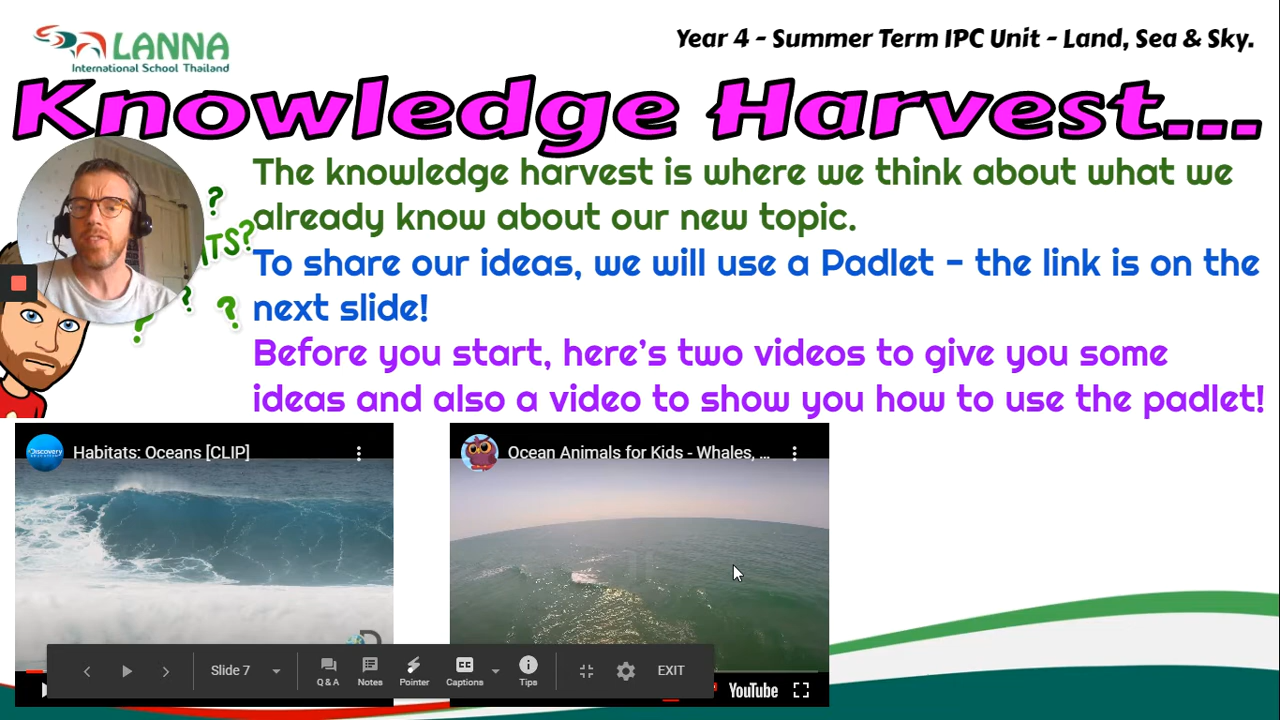 LANNA
International School Thailand
Year 4 - Summer Term IPC Unit - Land, Sea & Sky.
Knowledge Harvest...
The knowledge harvest is where we think about what we
already know about our new topic.
To share our ideas, we will use a Padlet - the link is on the
next slide!
Before you start, here's two videos to give you some
ideas and also a video to show you how to use the padlet!
Habitats: Oceans [CLIP]
Ocean Animals for Kids - Whales, ...
Slide 7
Q & A
Notes
Pointer
CC
Captions
Tips
EXIT
YouTube